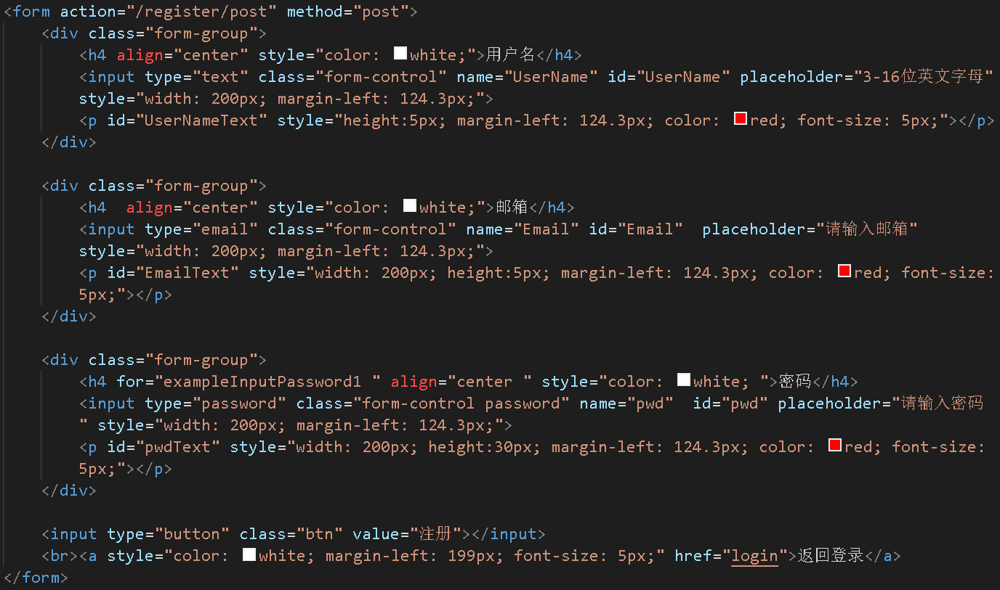 <form action="/register/post" method="post">
<div class="form-group">
<h4 align="center" style="color: white;">用户名</h4>
<input type="text" class="form-control" name="UserName" id="UserName" placeholder="3-16位英文字母"
style="width: 200px; margin-left: 124.3px;">
<p id="UserNameText" style="height:5px; margin-left: 124.3px; color: red; font-size: 5px;"></p>
</div>
<div class="form-group">
<h4  align="center" style="color: white;">邮箱</h4>
<input type="email" class="form-control" name="Email" id="Email"  placeholder="请输入邮箱"
style="width: 200px; margin-left: 124.3px;">
<p id="EmailText" style="width: 200px; height:5px; margin-left: 124.3px; color: red; font-size:
5px;"></p>
</div>
<div class="form-group">
<h4 for="exampleInputPassword1 " align="center " style="color: white; ">密码</h4>
<input type="password" class="form-control password" name="pwd"  id="pwd" placeholder="请输入密码
" style="width: 200px; margin-left: 124.3px;">
<p id="pwdText" style="width: 200px; height:30px; margin-left: 124.3px; color: red; font-size:
5px;"></p>
</div>
<input type="button" class="btn" value="注册"></input>
<br><a style="color: white; margin-left: 199px; font-size: 5px;" href="login">返回登录</a>
</form>